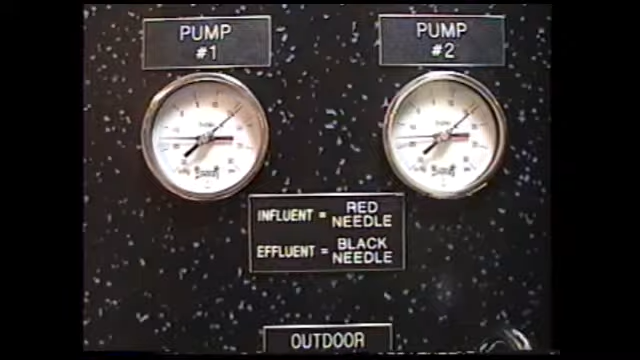 PUMP
#1
PUMP
#2
INFLUENT = RED NEEDLE
EFFLUENT = BLACK NEEDLE
OUTDOOR